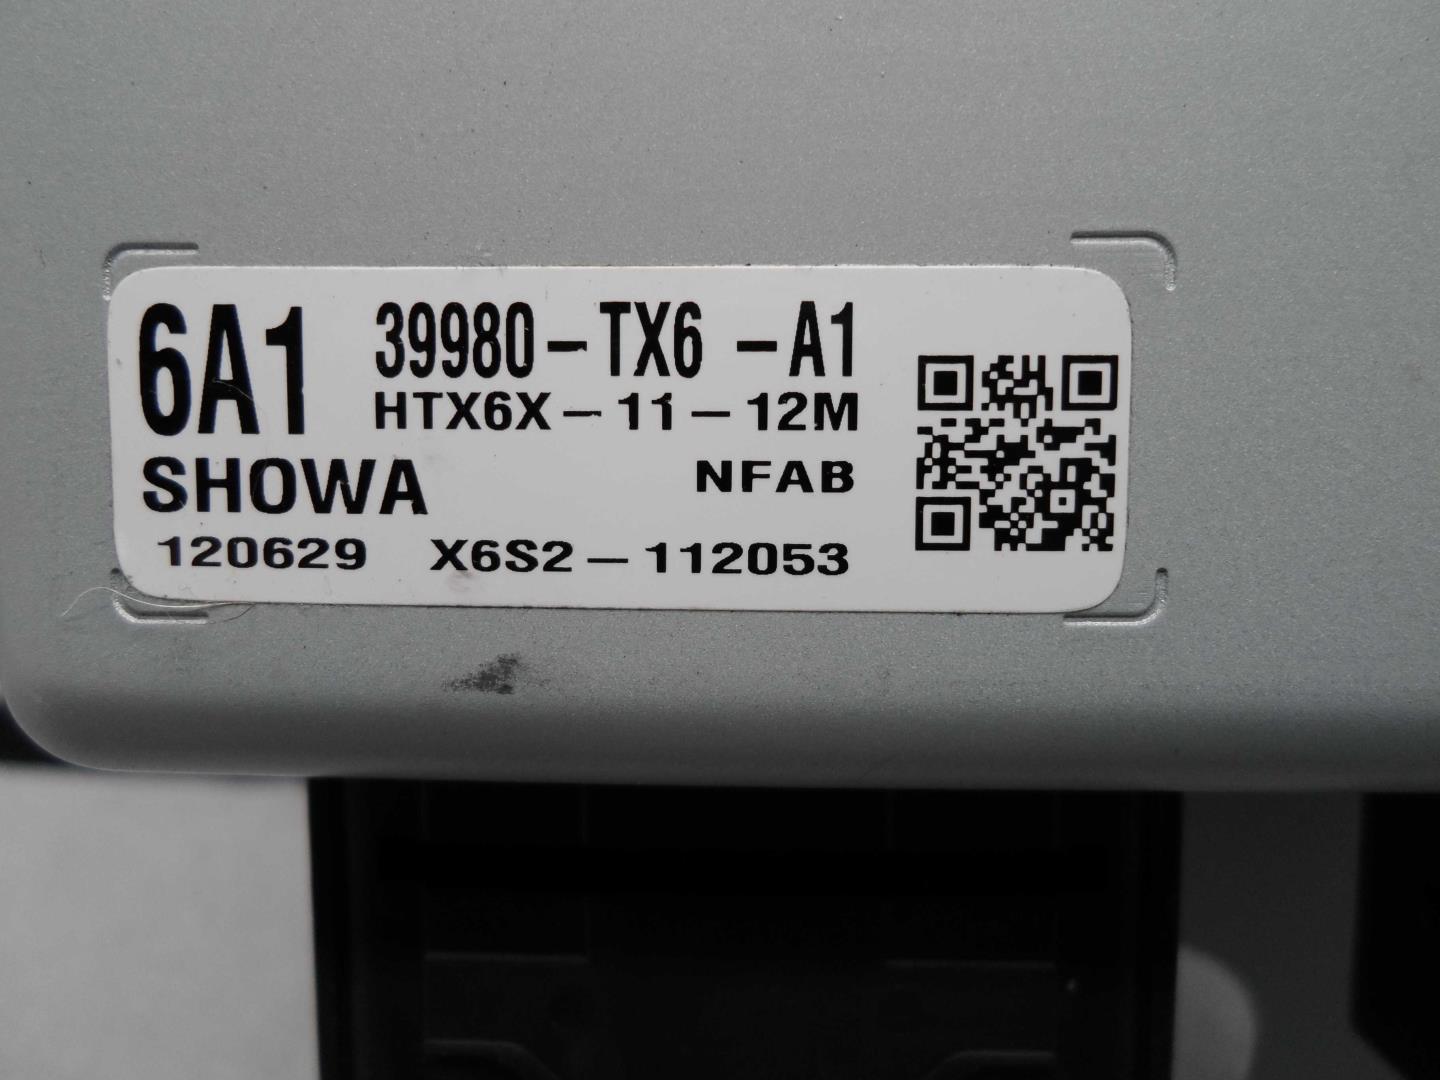 6A1 39980-TX6 -A1
HTX6X-11-12M
SHOWA NFAB
120629 X6S2-112053